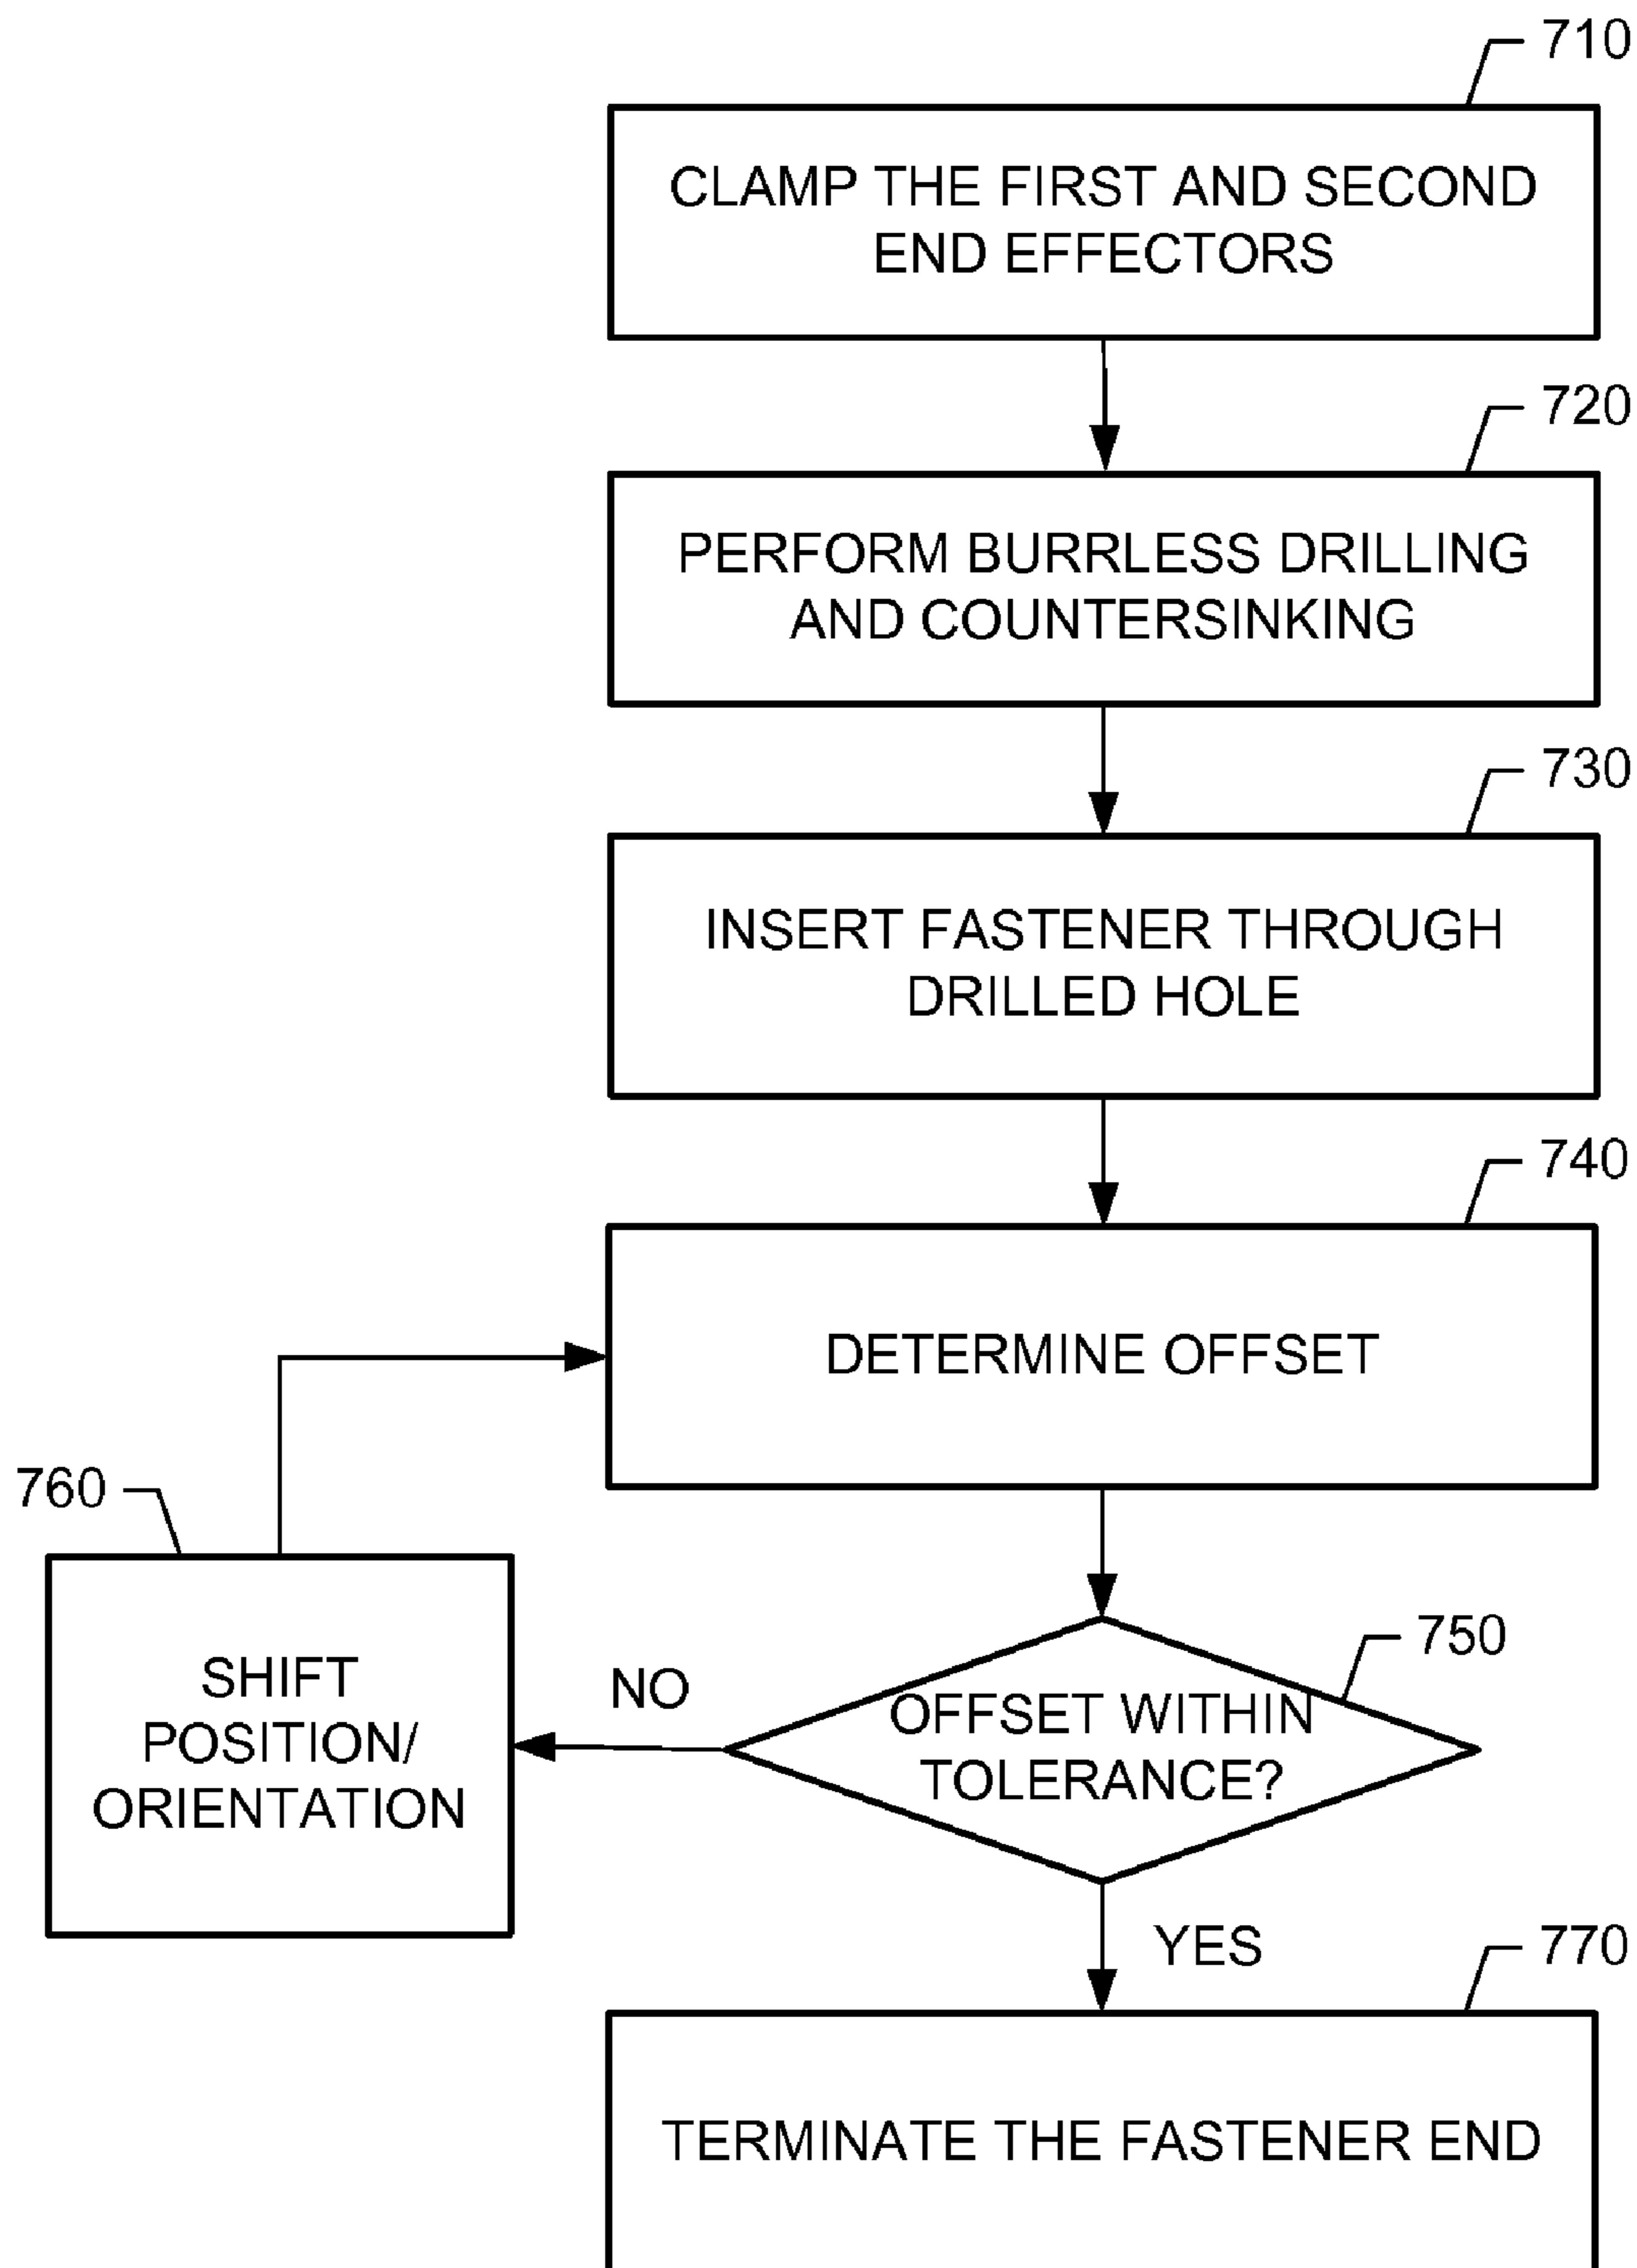 710
CLAMP THE FIRST AND SECOND
END EFFECTORS
720
PERFORM BURRLESS DRILLING
AND COUNTERSINKING
730
INSERT FASTENER THROUGH
DRILLED HOLE
740
DETERMINE OFFSET
760
SHIFT
POSITION/
ORIENTATION
NO
750
OFFSET WITHIN
TOLERANCE?
YES
770
TERMINATE THE FASTENER END